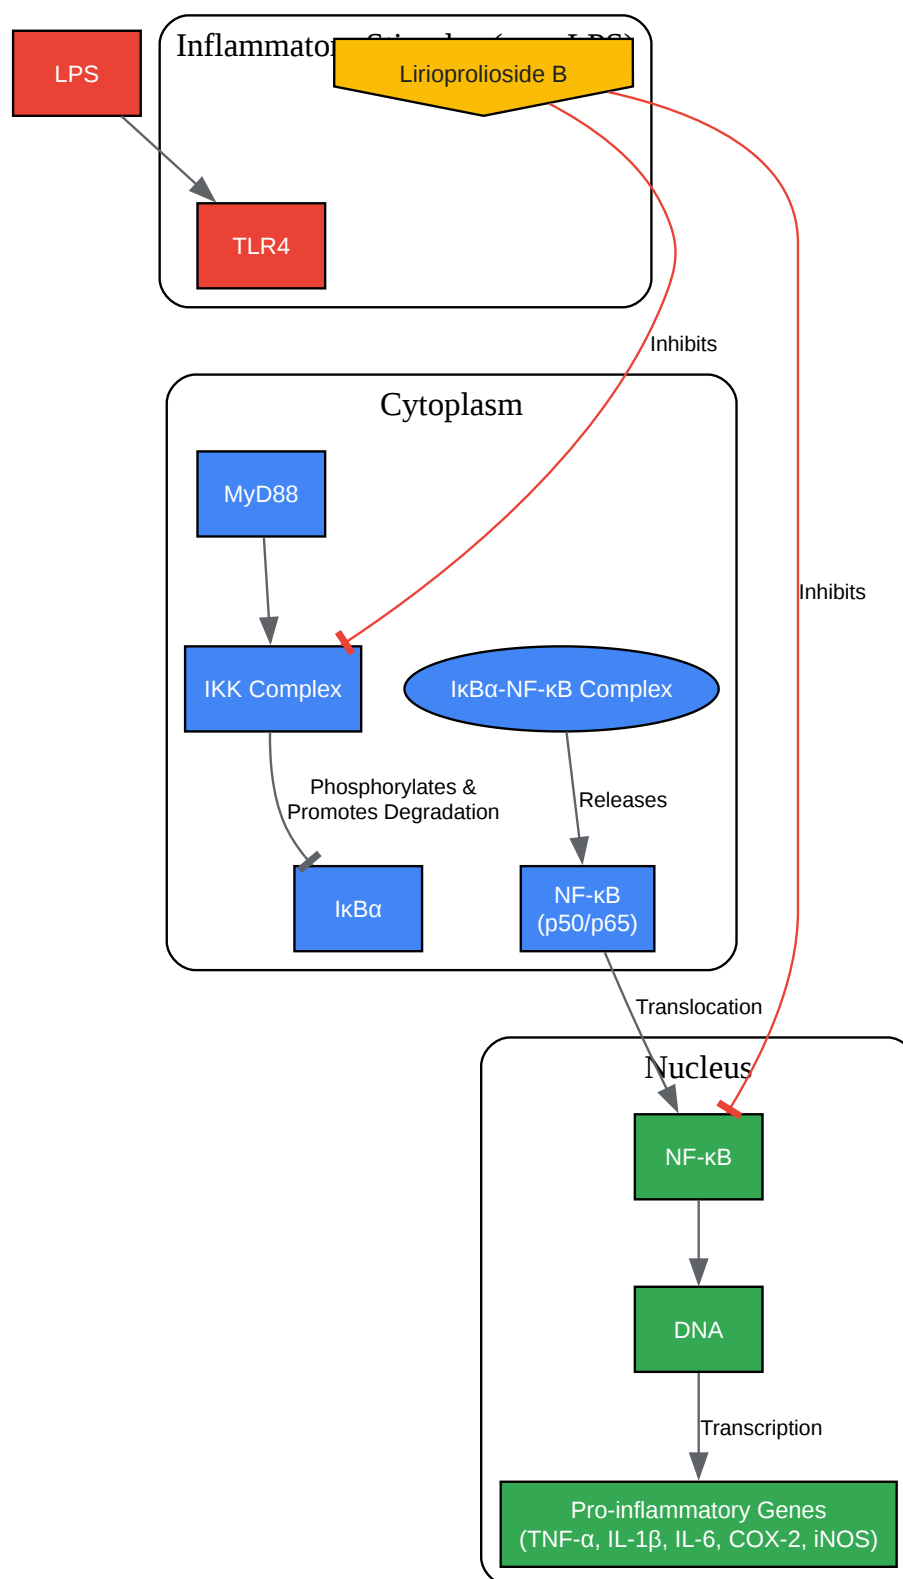 LPS
Inflammator
Lirioprolioside B
TLR4
Inhibits
Cytoplasm
MyD88
Inhibits
IKK Complex
IκBα-NF-κB Complex
Phosphorylates &
Promotes Degradation
Releases
IκBα
NF-κB
(p50/p65)
Translocation
Nucleus
NF-κB
DNA
Transcription
Pro-inflammatory Genes
(TNF-α, IL-1β, IL-6, COX-2, iNOS)